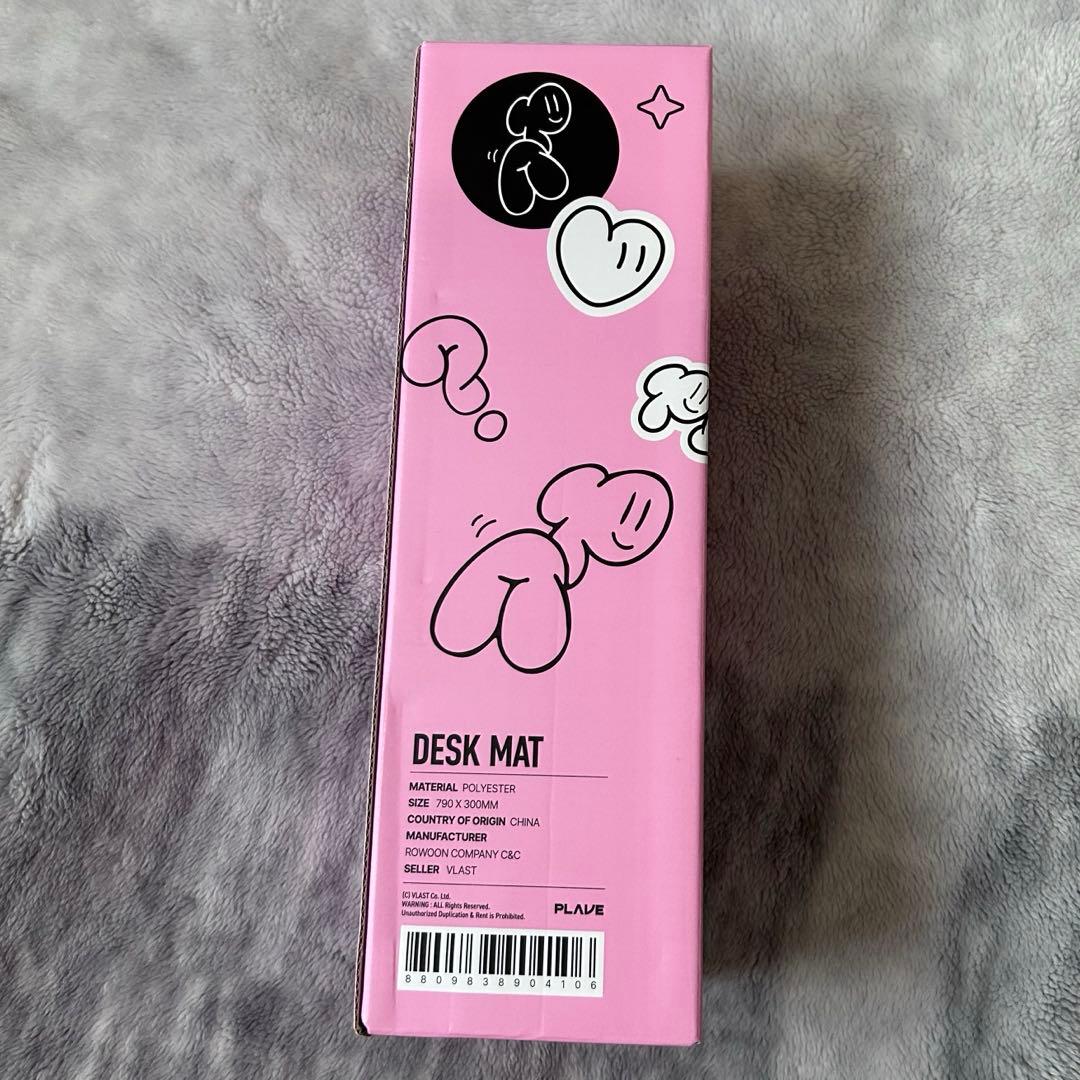 DESK MAT
MATERIAL POLYESTER
SIZE 790 X 300MM
COUNTRY OF ORIGIN CHINA
MANUFACTURER
ROWOON COMPANY C&C
SELLER VLAST
(C) VLAST Co. Ltd.
WARNING : ALL Rights Reserved.
Unauthorized Duplication & Rent is Prohibited.
PLAVE
8809838904106